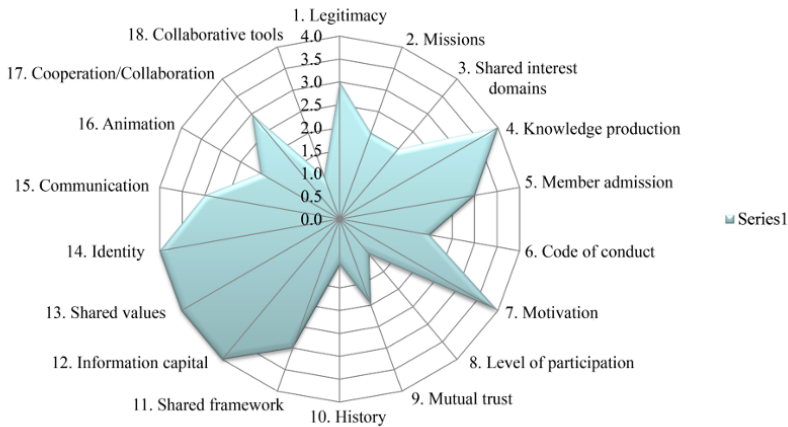 1. Legitimacy
18. Collaborative tools
4.0
2. Missions
17. Cooperation/Collaboration
3.5
3. Shared interest
domains
3.0
16. Animation
2.5
4. Knowledge production
2.0
1.5
15. Communication
1.0
5. Member admission
0.5
0.0
Series1
14. Identity
6. Code of conduct
13. Shared values
7. Motivation
12. Information capital
8. Level of participation
11. Shared framework
9. Mutual trust
10. History